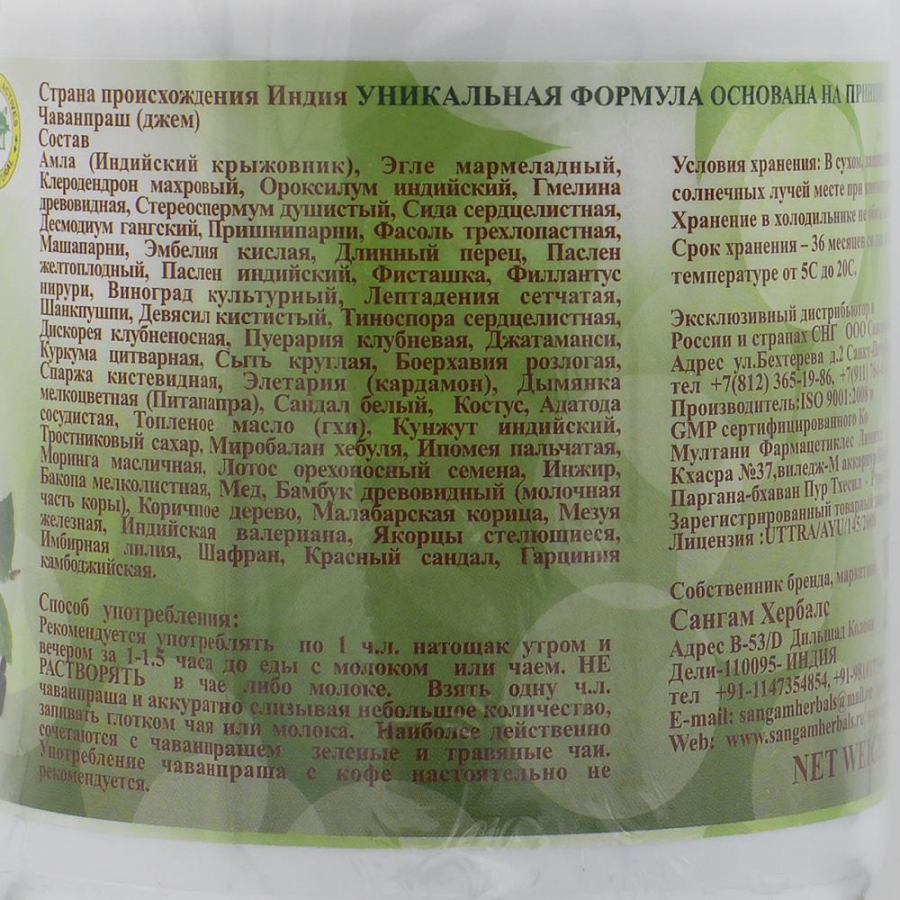 Страна происхождения Индия УНИКАЛЬНАЯ ФОРМУЛА ОСНОВАНА НА
Чаванпраш (джем)
Состав
Амла (Индийский крыжовник), Эгле мармеладный,
Клеродендрон махровый, Ороксилум индийский, Гмелина
древовидная, Стереоспермум душистый, Сида сердцелистная,
Десмодиум гангский, Пришнипарни, Фасоль трехлопастная,
Машапарни, Эмбелия кислая, Длинный перец, Паслен
желтоплодный, Паслен индийский, Фисташка, Филлантус
нирури, Виноград культурный, Лептадения сетчатая,
Шанкпушпи, Девясил кистистый, Тиноспора сердцелистная,
Дискорея клубненосная, Пуерария клубневая, Джатаманси,
Куркума цитварная, Сыть круглая, Боерхавия розлогая,
Спаржа кистевидная, Элетария (кардамон), Дымянка
мелкоцветная (Питапапра), Сандал белый, Костус, Адатода
сосудистая, Топленое масло (гхи), Кунжут индийский,
Тростниковый сахар, Миробалан хебуля, Ипомея пальчатая,
Моринга масличная, Лотос орехоносный семена, Инжир,
Бакопа мелколистная, Мед, Бамбук древовидный (молочная
часть коры), Коричное дерево, Малабарская корица, Мезуя
железная, Индийская валериана, Якорцы стелющиеся,
Имбирная лилия, Шафран, Красный сандал, Гарциния
камбоджийская.
Способ употребления:
Рекомендуется употреблять по 1 ч.л. натощак утром и
вечером за 1-1.5 часа до еды с молоком или чаем. НЕ
РАСТВОРЯТЬ в чае либо молоке. Взять одну ч.л.
чаванпраша и аккуратно слизывая небольшое количество,
запивать глотком чая или молока. Наиболее действенно
сочетаются с чаванпрашем зеленые и травяные чаи.
Употребление чаванпраша с кофе настоятельно не
рекомендуется.
Условия хранения: В сухом,
солнечных лучей месте при
Хранение в холодильнике не
Срок хранения – 36 месяцев
температуре от 5С до 20С.
Эксклюзивный дистрибьютор в
России и странах СНГ ООО
Адрес ул.Бехтерева д.2
тел +7(812) 365-19-86, +7(911)
Производитель:ISO 9001:2008 и
GMP сертифицированного
Мултани Фармацетиклес
Кхасра №37,виледж-М
Паргана-бхаван Пур Тхесил -
Зарегистрированный товарный
Лицензия :UTTRA/AYU/145/
Собственник бренда,
Сангам Хербалс
Адрес В-53/D Дильшад
Дели-110095- ИНДИЯ
тел +91-1147354854,
E-mail: sangamherbals@mail.ru
Web: www.sangamherbals.ru
NET